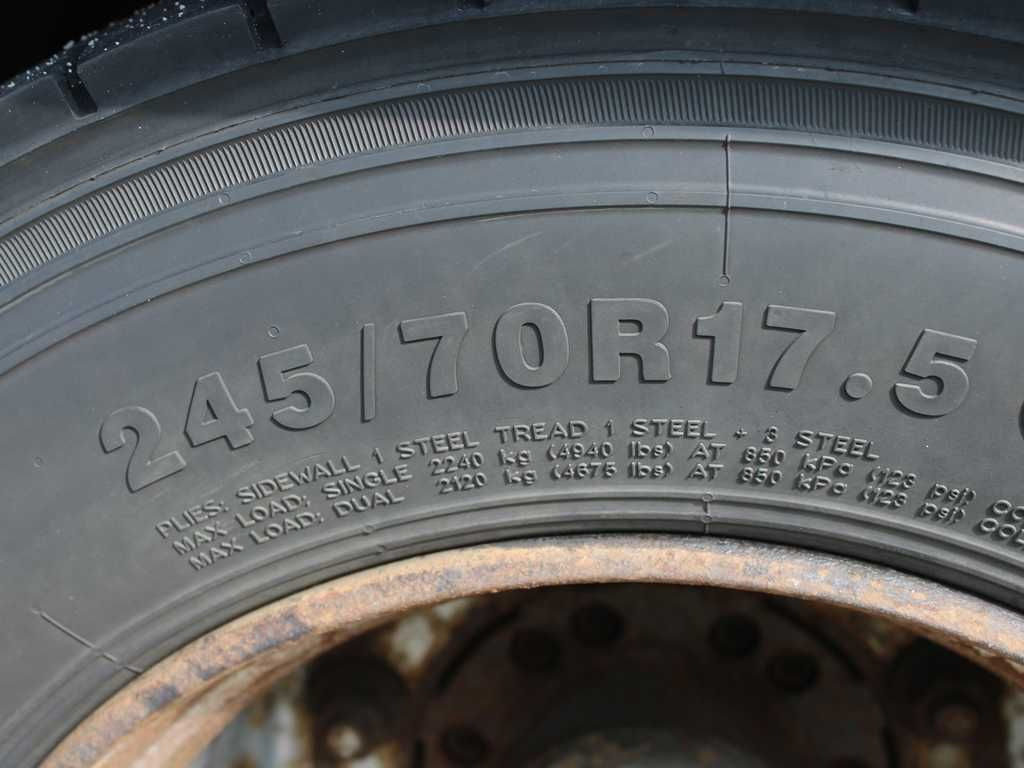 245/70R17.5
PLIES: SIDEWALL 1 STEEL TREAD 1 STEEL + 3 STEEL
MAX LOAD: SINGLE 2240 kg (4940 lbs) AT 850 kPa (123 psi)
MAX LOAD: DUAL 2120 kg (4675 lbs) AT 850 kPa (123 psi)